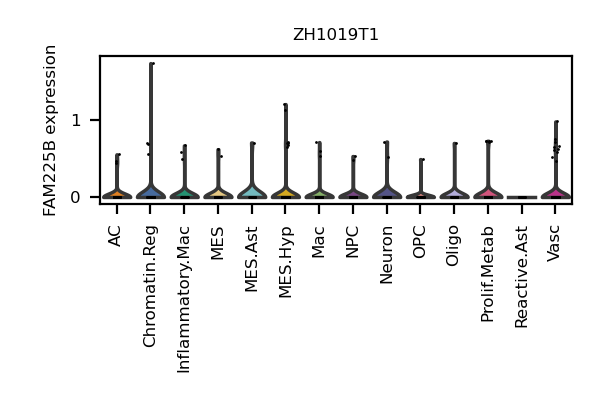 ZH1019T1
FAM225B expression
1
0
AC
Chromatin.Reg
Inflammatory.Mac
MES
MES.Ast
MES.Hyp
Mac
NPC
Neuron
OPC
Oligo
Prolif.Metab
Reactive.Ast
Vasc